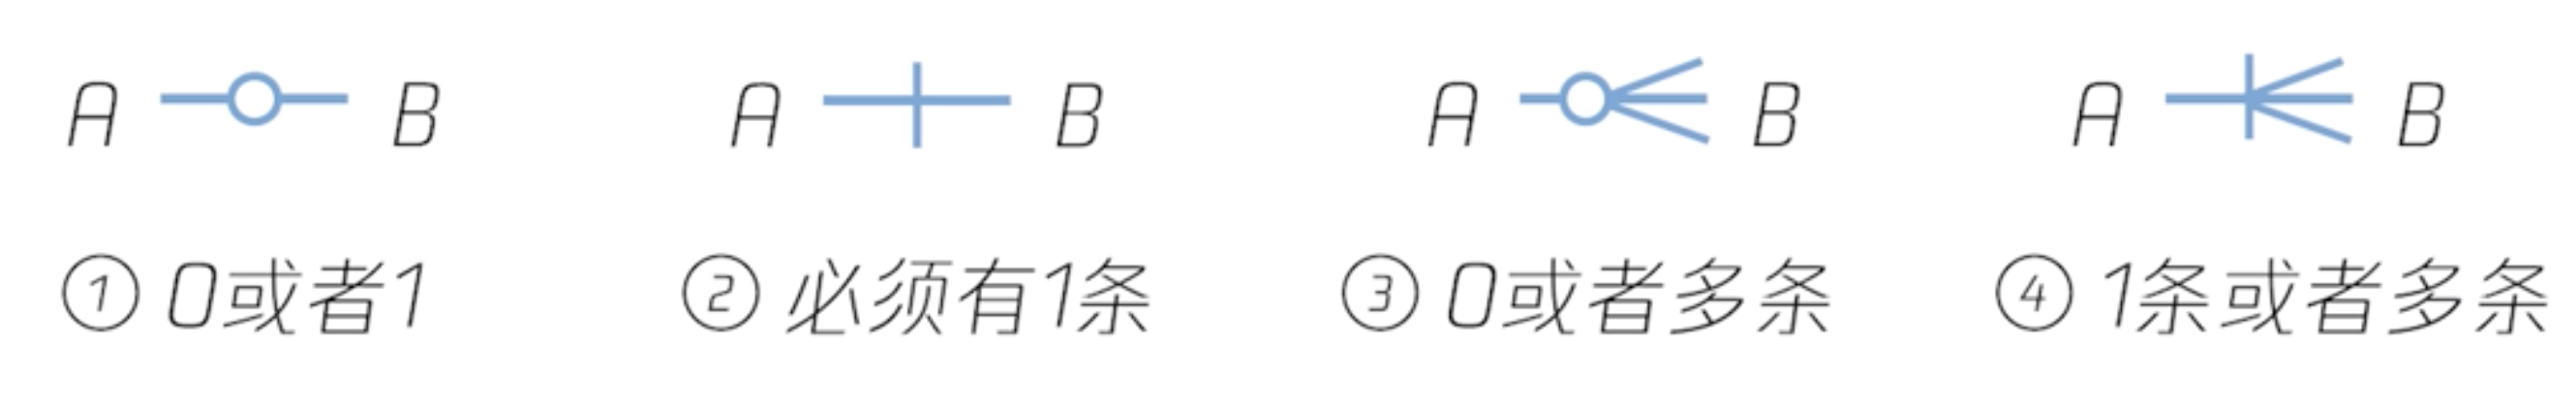 A B A B A B A B
① 0或者1 ② 必须有1条 ③ 0或者多条 ④ 1条或者多条